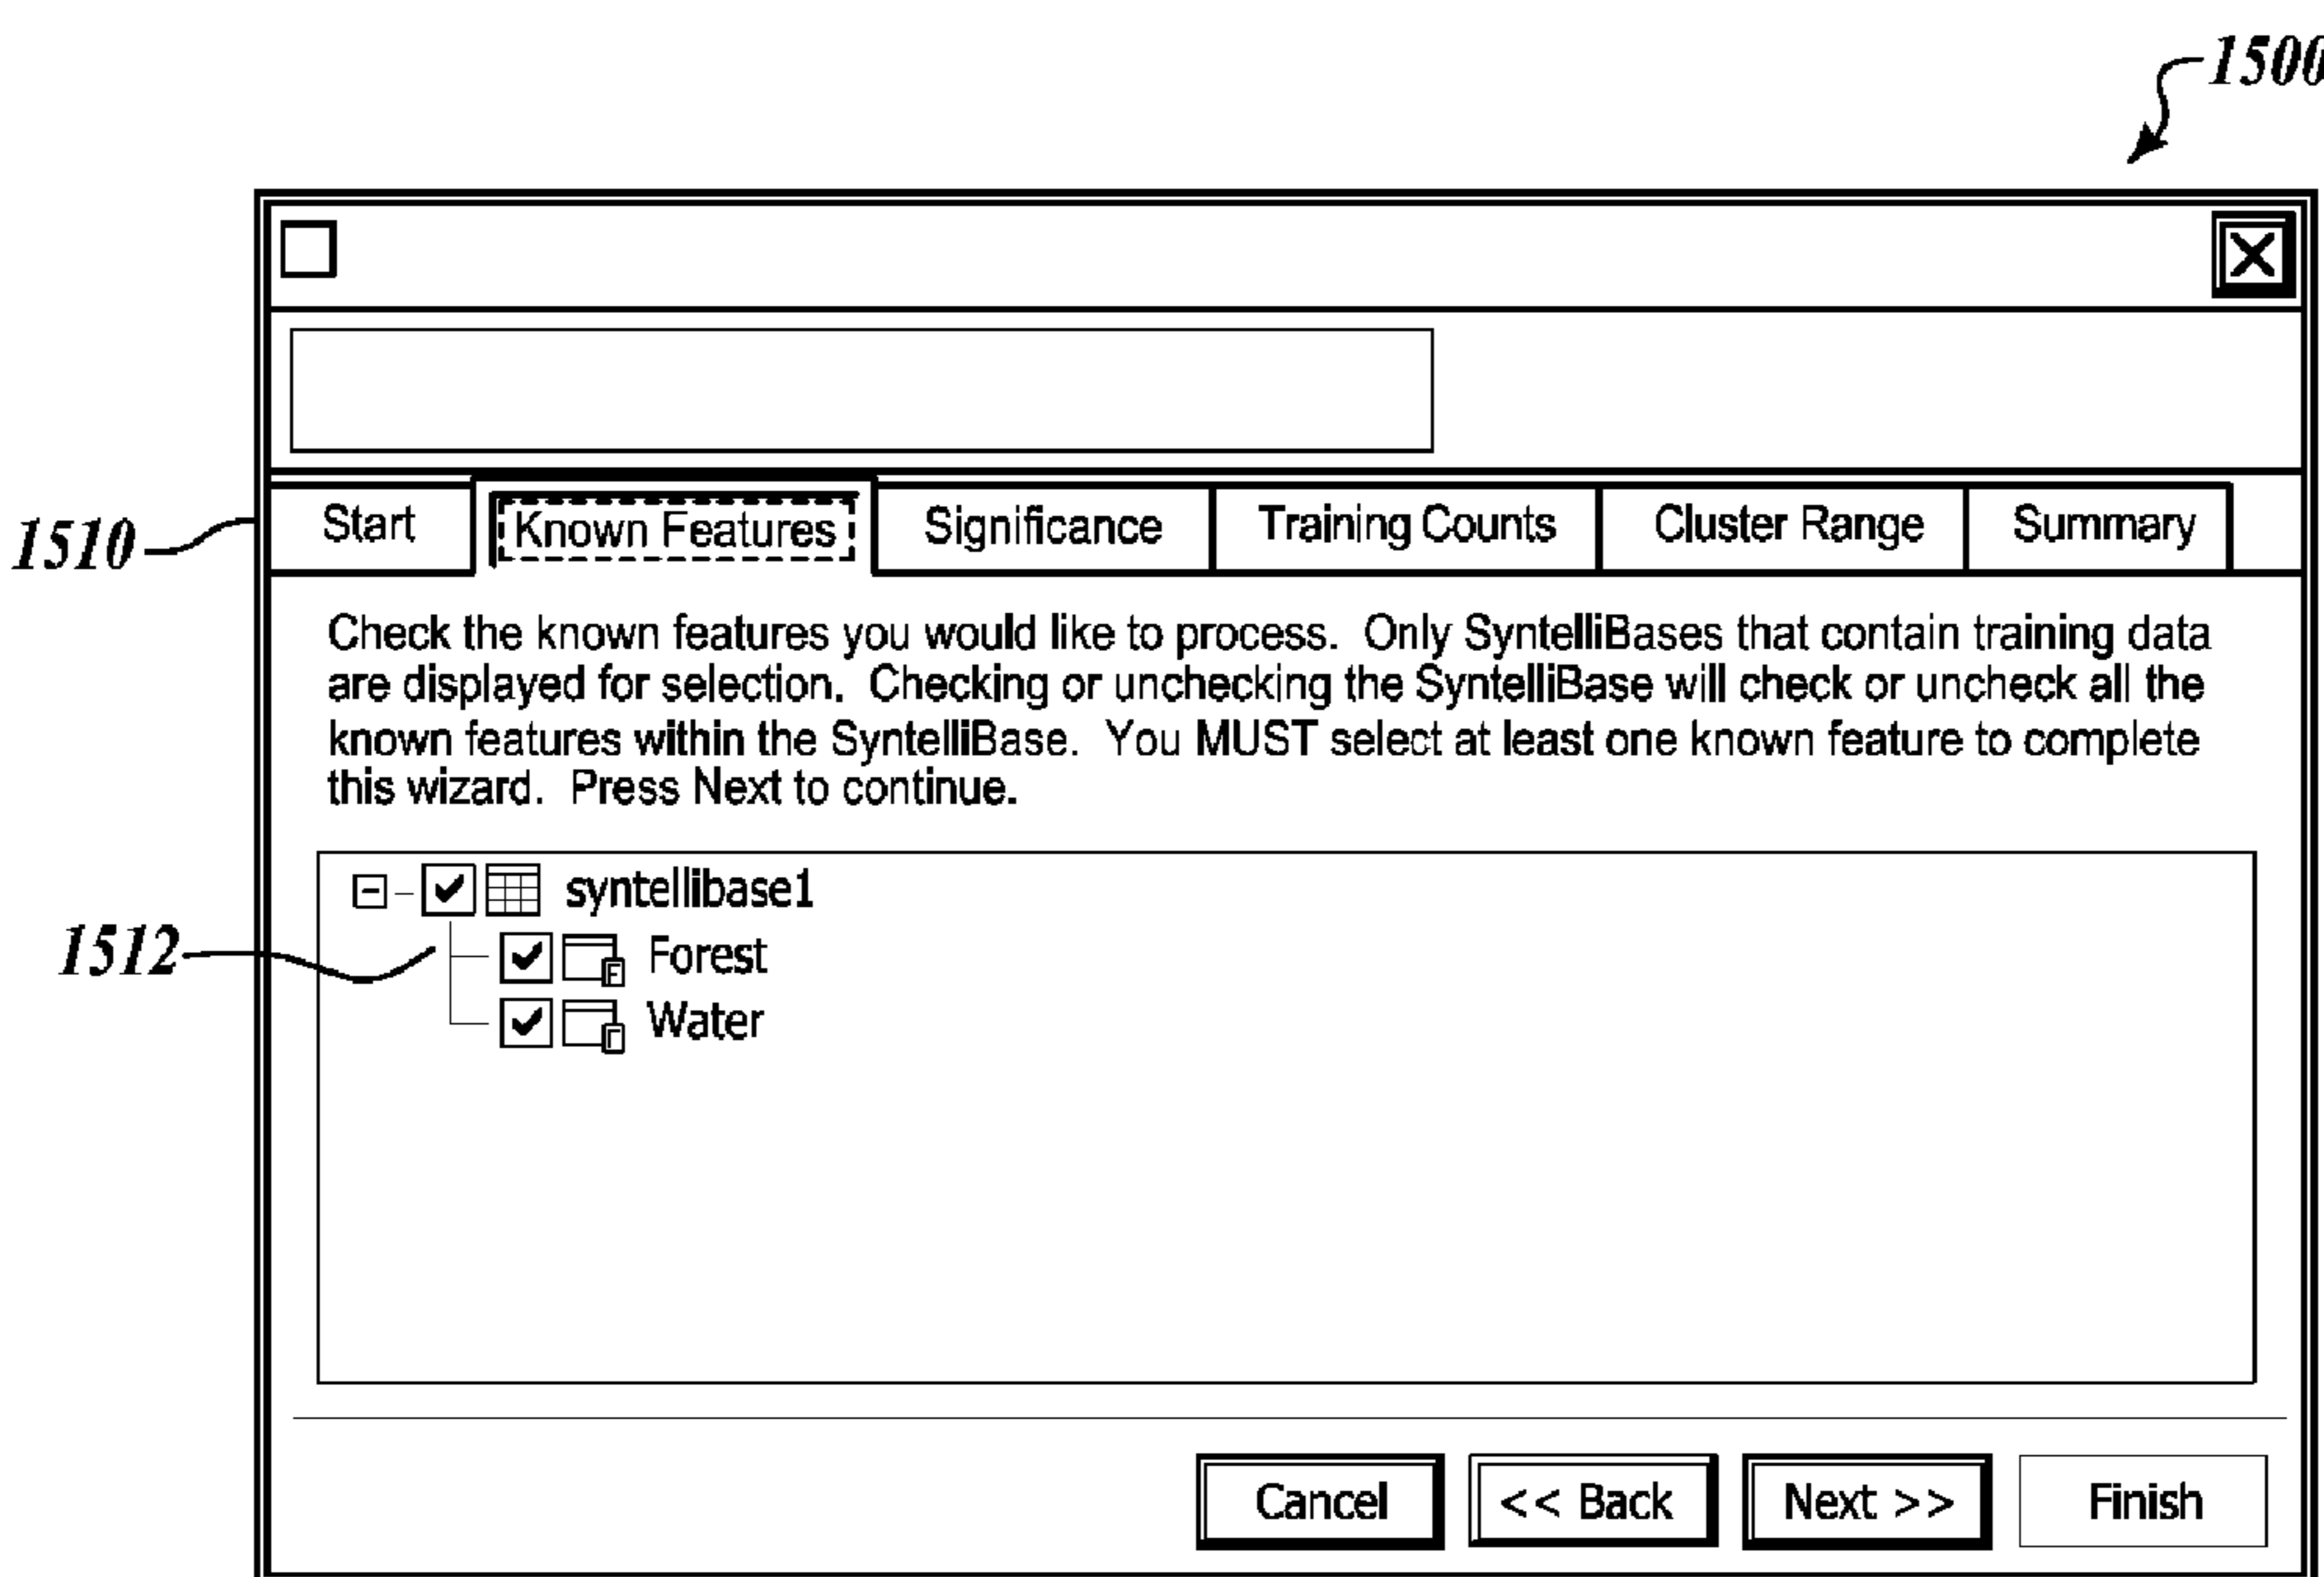 1500
1510
Start Known Features Significance Training Counts Cluster Range Summary
Check the known features you would like to process. Only SyntelliBases that contain training data
are displayed for selection. Checking or unchecking the SyntelliBase will check or uncheck all the
known features within the SyntelliBase. You MUST select at least one known feature to complete
this wizard. Press Next to continue.
syntellibase1
1512
Forest
Water
Cancel << Back Next >> Finish